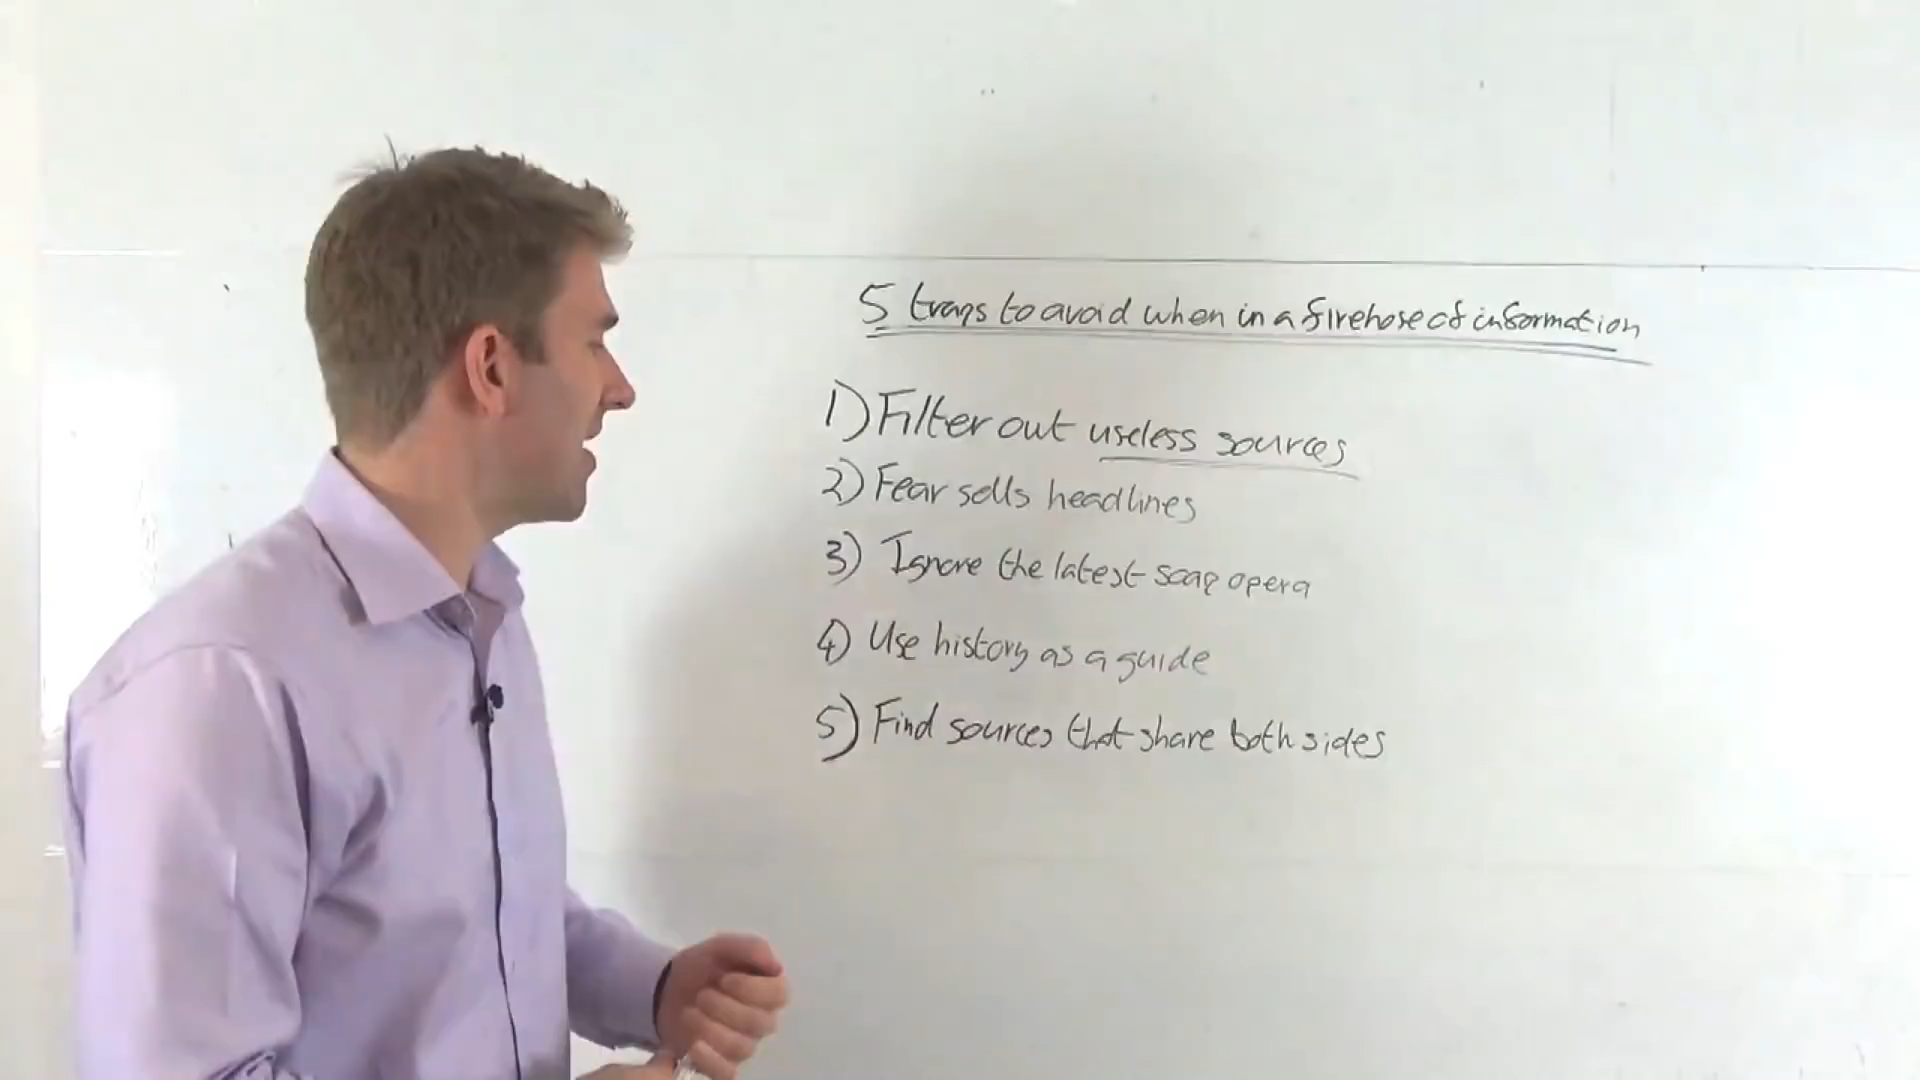 5 traps to avoid when in a firehose of information
1) Filter out useless sources
2) Fear sells headlines
3) Ignore the latest soap opera
4) Use history as a guide
5) Find sources that share both sides